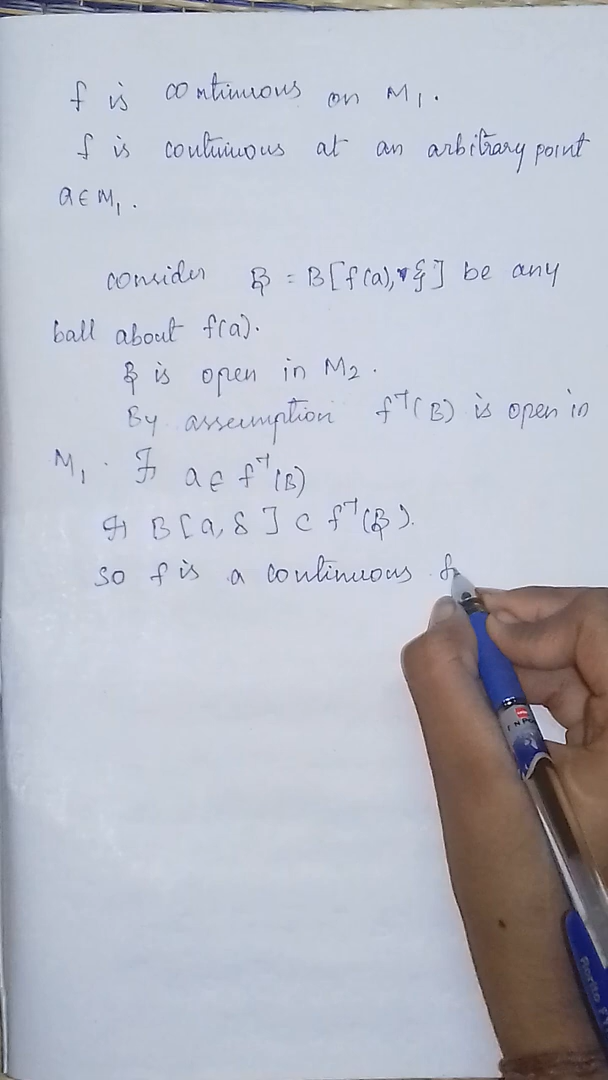 f is continuous on M₁.
f is continuous at an arbitrary point
a ∈ M₁.
consider B = B[f(a), ξ] be any
ball about f(a).
B is open in M₂.
By assumption f⁻¹(B) is open in
M₁. a ∈ f⁻¹(B)
∃ B[a, δ] ⊂ f⁻¹(B).
so f is a continuous f